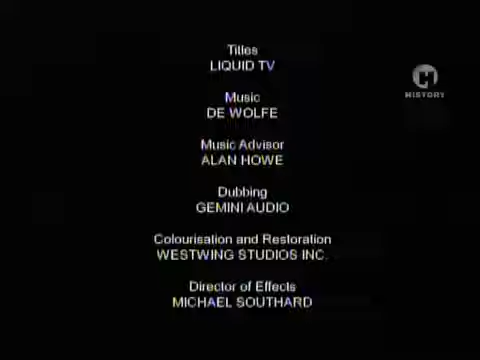 Titles
LIQUID TV
Music
DE WOLFE
Music Advisor
ALAN HOWE
Dubbing
GEMINI AUDIO
Colourisation and Restoration
WESTWING STUDIOS INC.
Director of Effects
MICHAEL SOUTHARD
H
HISTORY